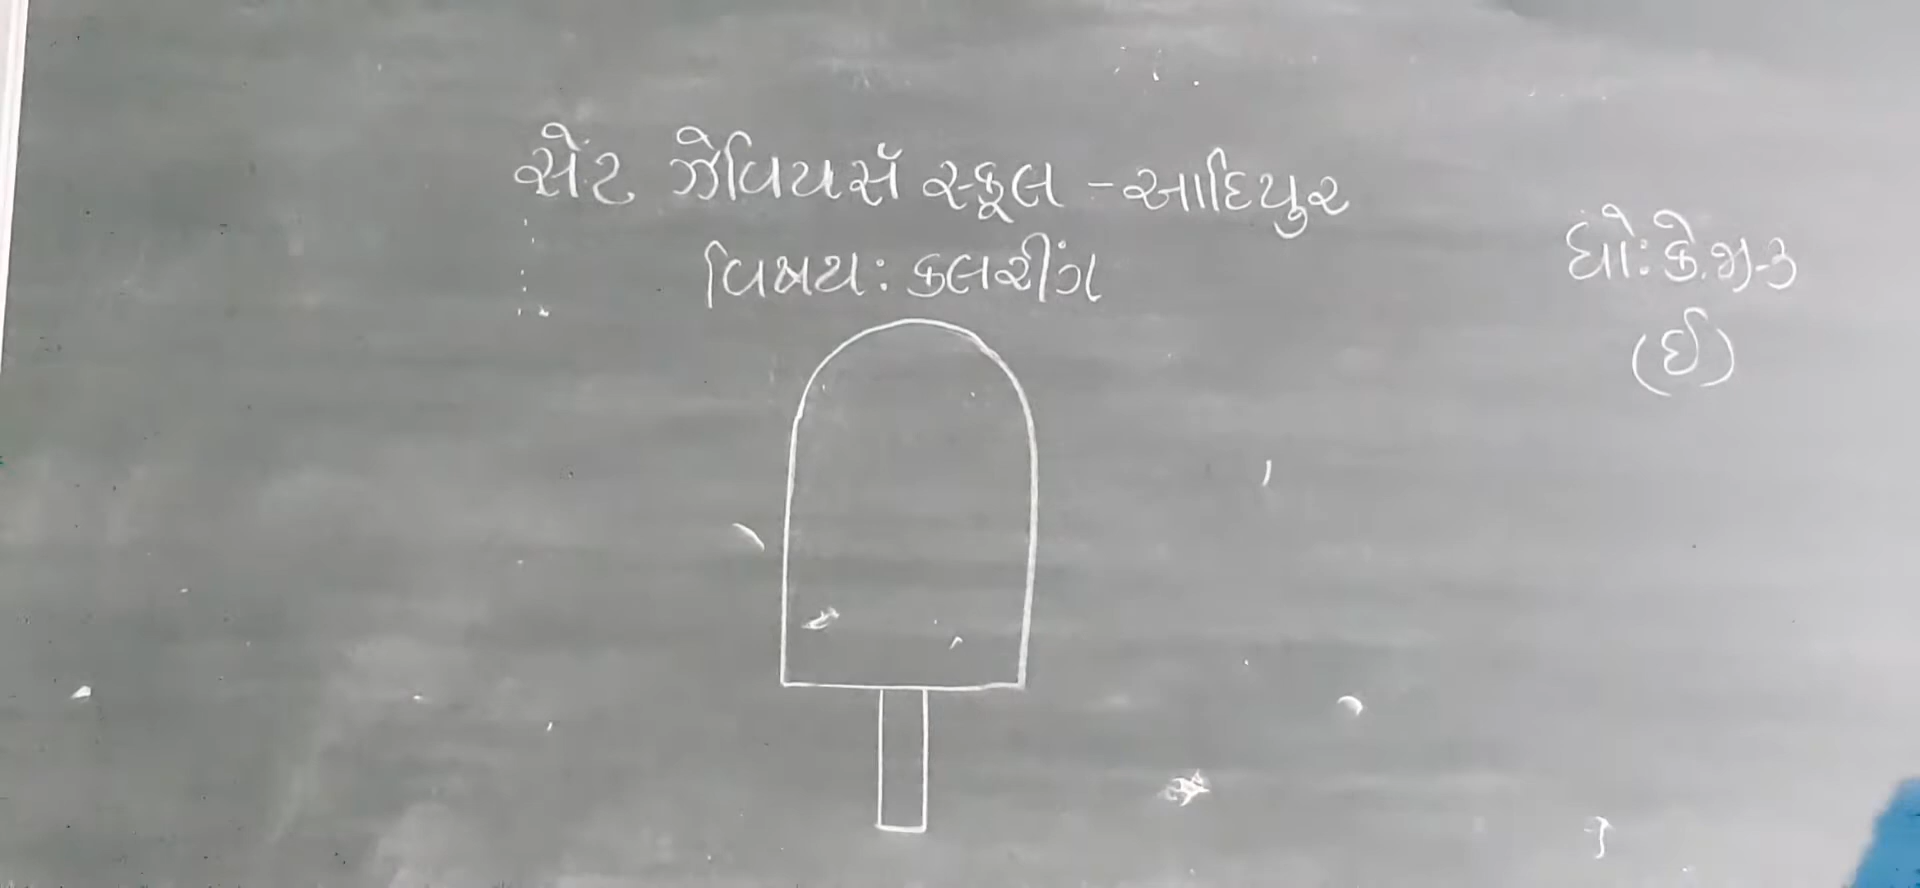 સેંટ ઝેવિયર્સ સ્કૂલ - આદિપુર
વિષય: કલરીંગ
ધો: કે.જી-૩
(ઈ)